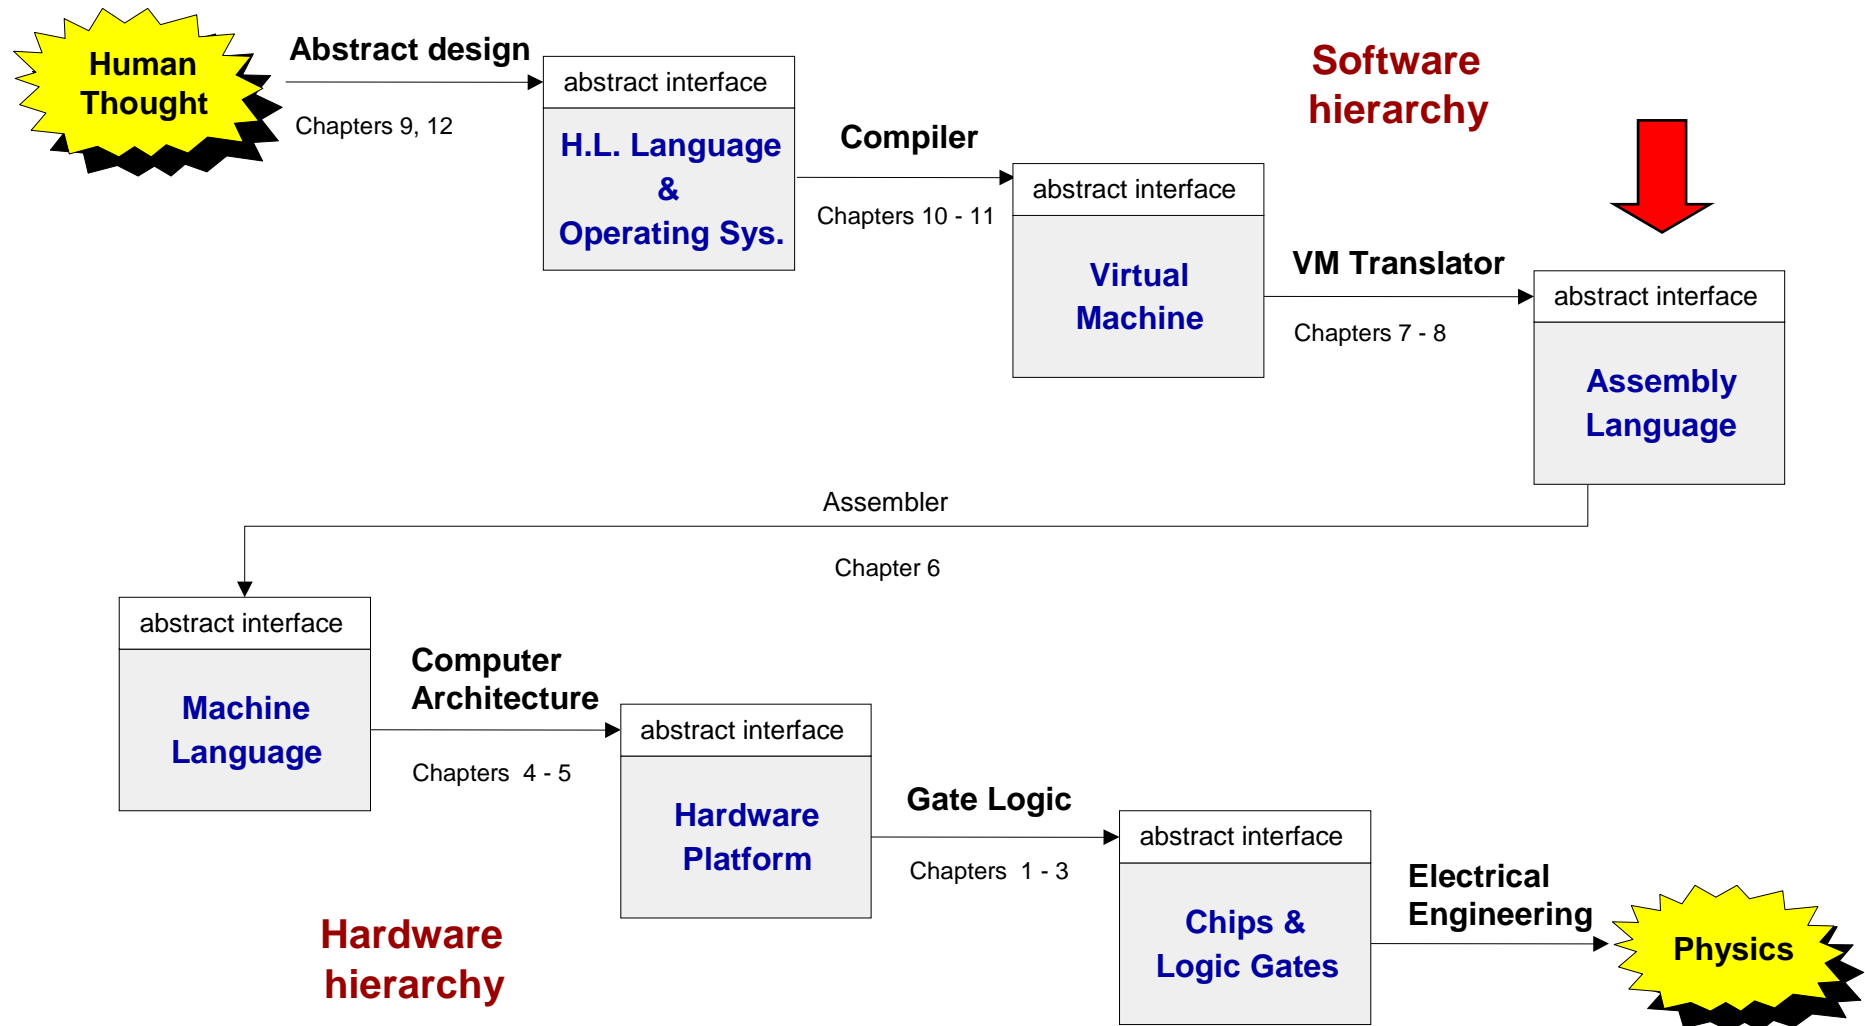 Human
Thought
Abstract design
Chapters 9, 12
abstract interface
H.L. Language
&
Operating Sys.
Compiler
Chapters 10 - 11
abstract interface
Virtual
Machine
Software
hierarchy
VM Translator
Chapters 7 - 8
abstract interface
Assembly
Language
Assembler
Chapter 6
abstract interface
Machine
Language
Computer
Architecture
Chapters 4 - 5
abstract interface
Hardware
Platform
Gate Logic
Chapters 1 - 3
abstract interface
Chips &
Logic Gates
Electrical
Engineering
Physics
Hardware
hierarchy